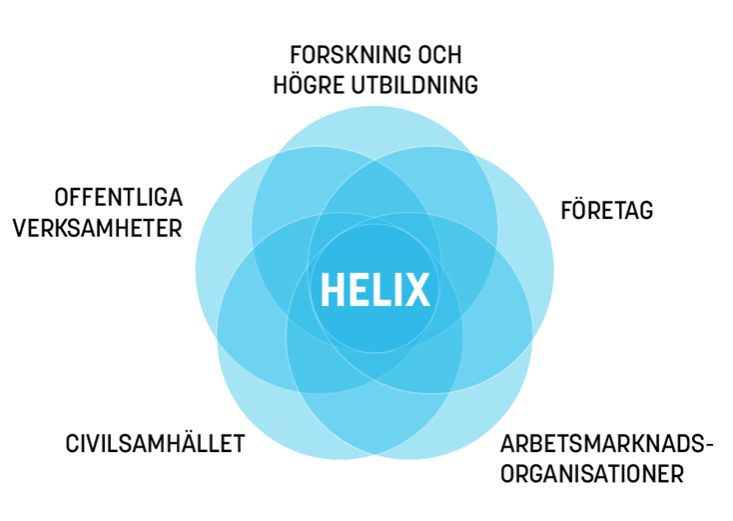 FORSKNING OCH
HÖGRE UTBILDNING
OFFENTLIGA
VERKSAMHETER
FÖRETAG
HELIX
CIVILSAMHÄLLET
ARBETSMARKNADS-
ORGANISATIONER